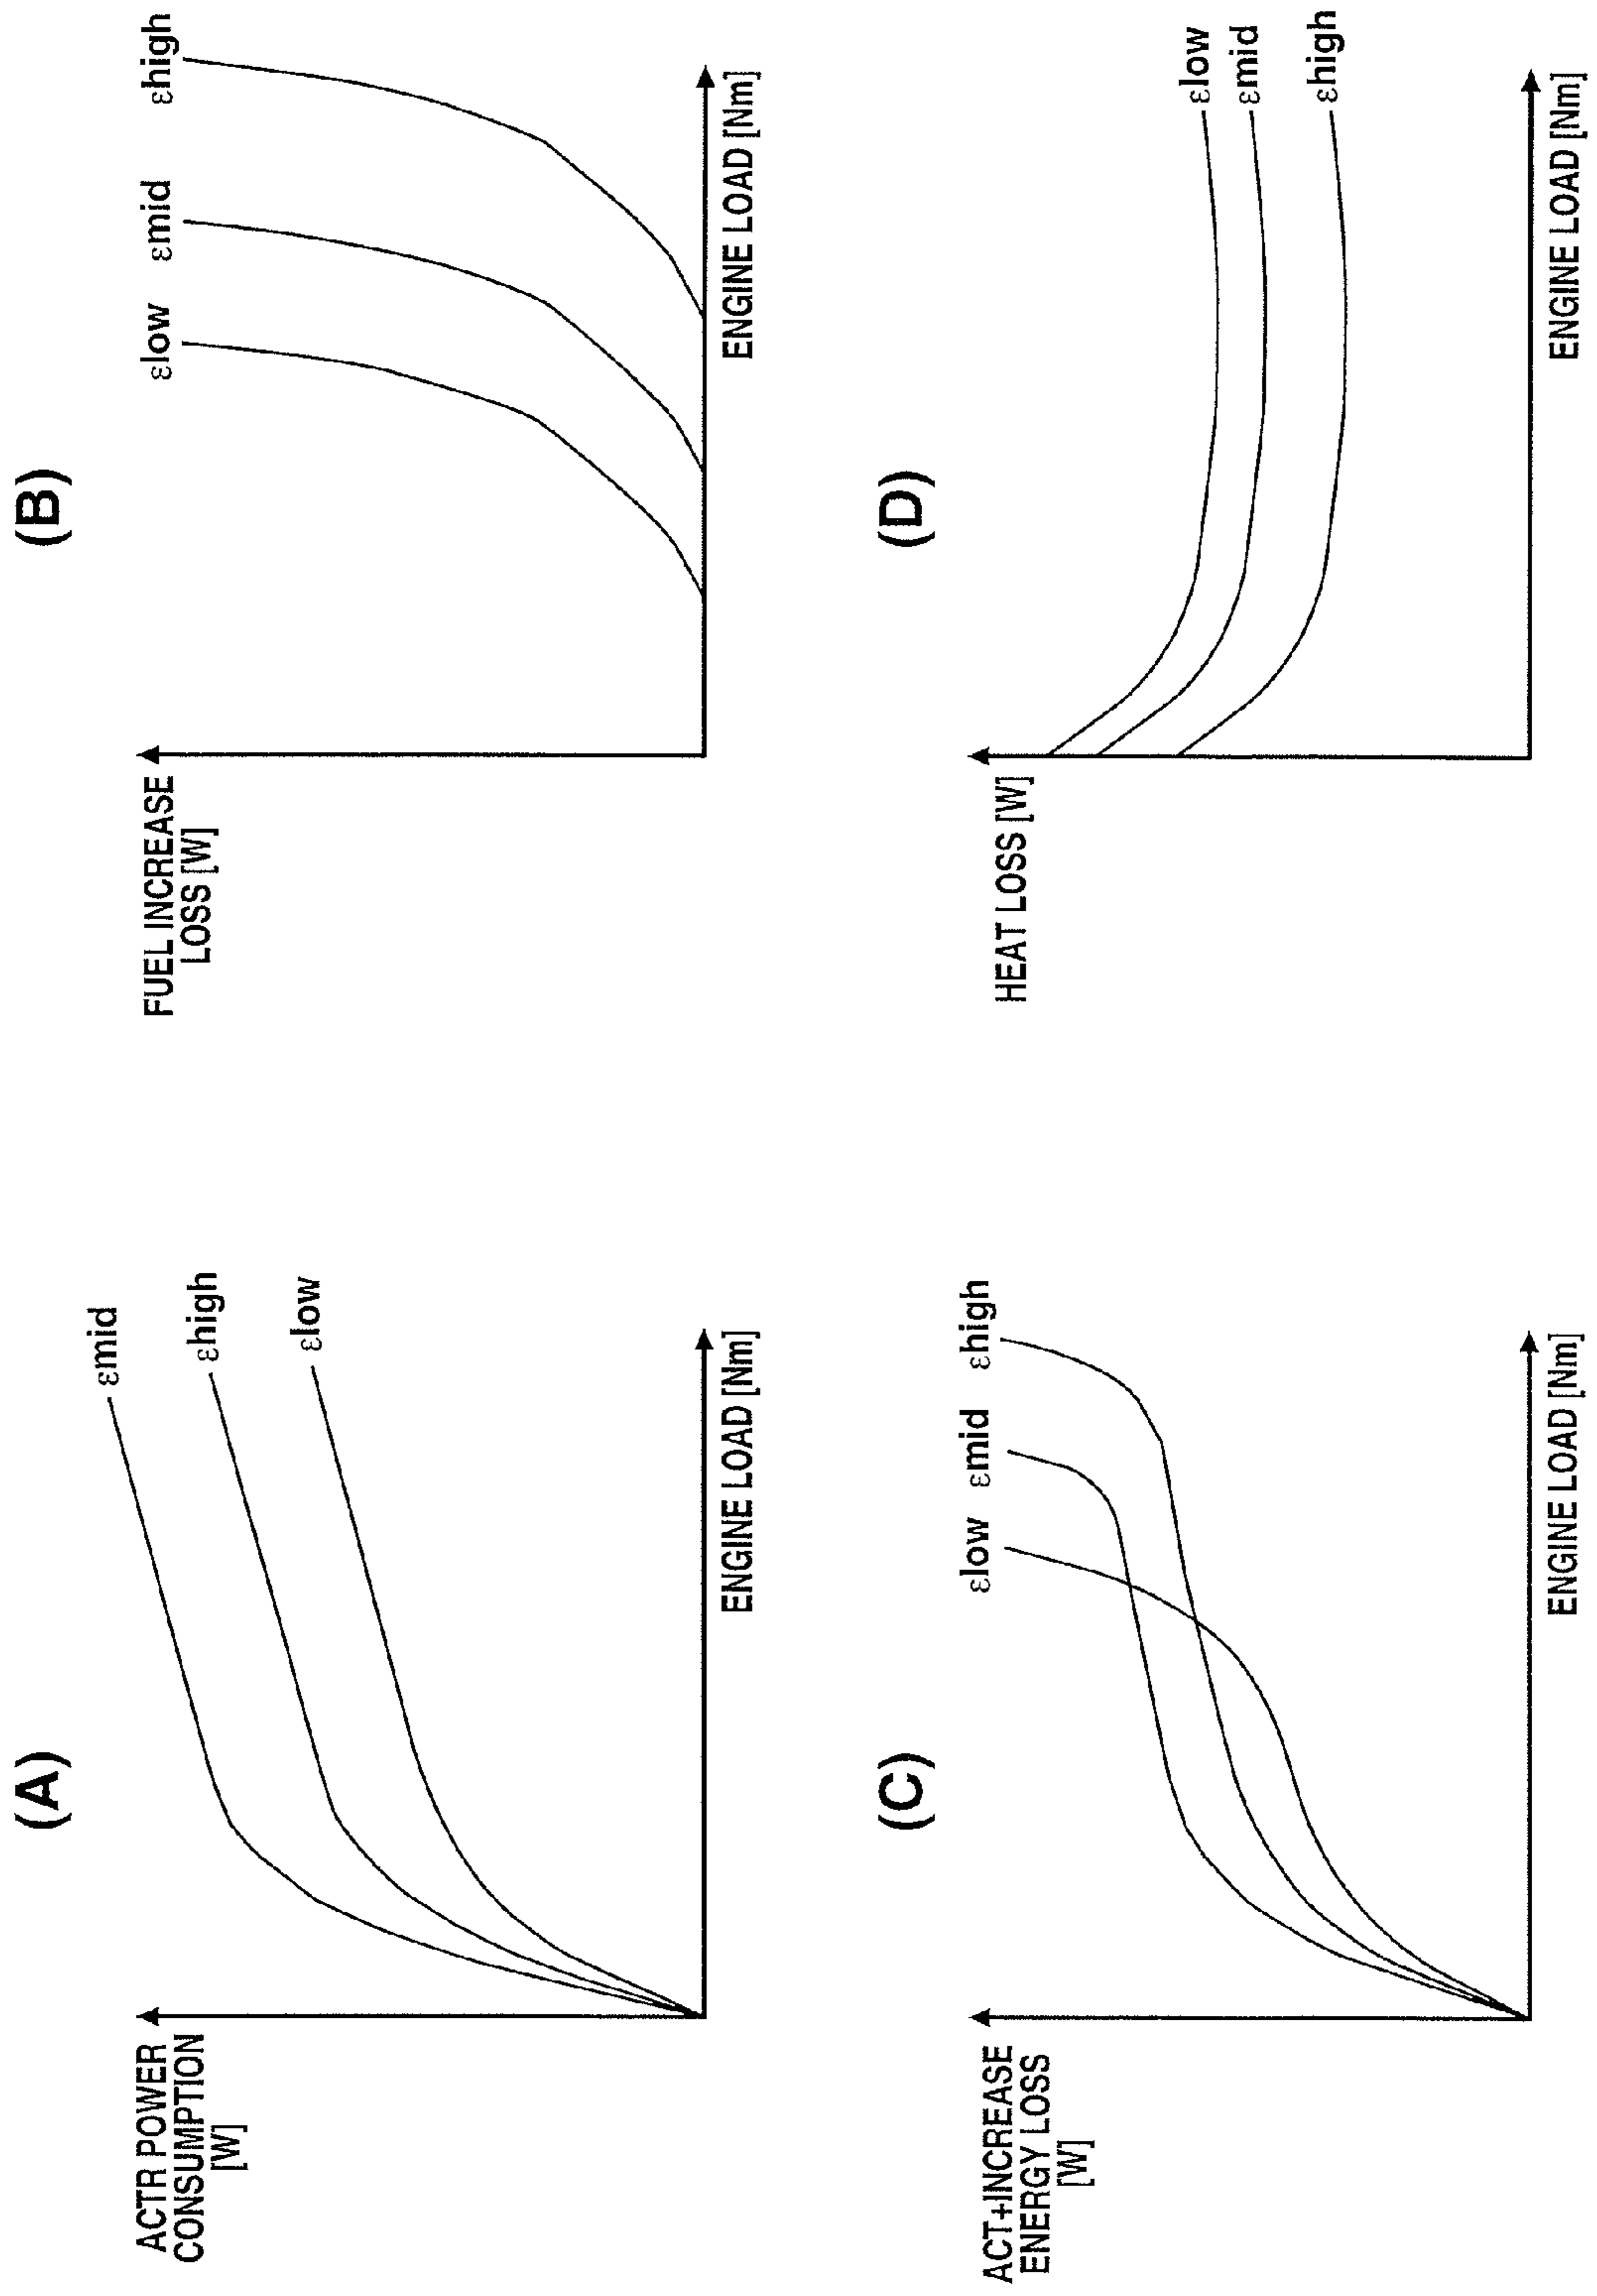 (A)
ACTR POWER
CONSUMPTION
[W]
εmid
εhigh
εlow
ENGINE LOAD [Nm]
(B)
FUEL INCREASE
LOSS [W]
εlow εmid εhigh
ENGINE LOAD [Nm]
(C)
ACT+INCREASE
ENERGY LOSS
[W]
εlow εmid εhigh
ENGINE LOAD [Nm]
(D)
HEAT LOSS [W]
εlow
εmid
εhigh
ENGINE LOAD [Nm]